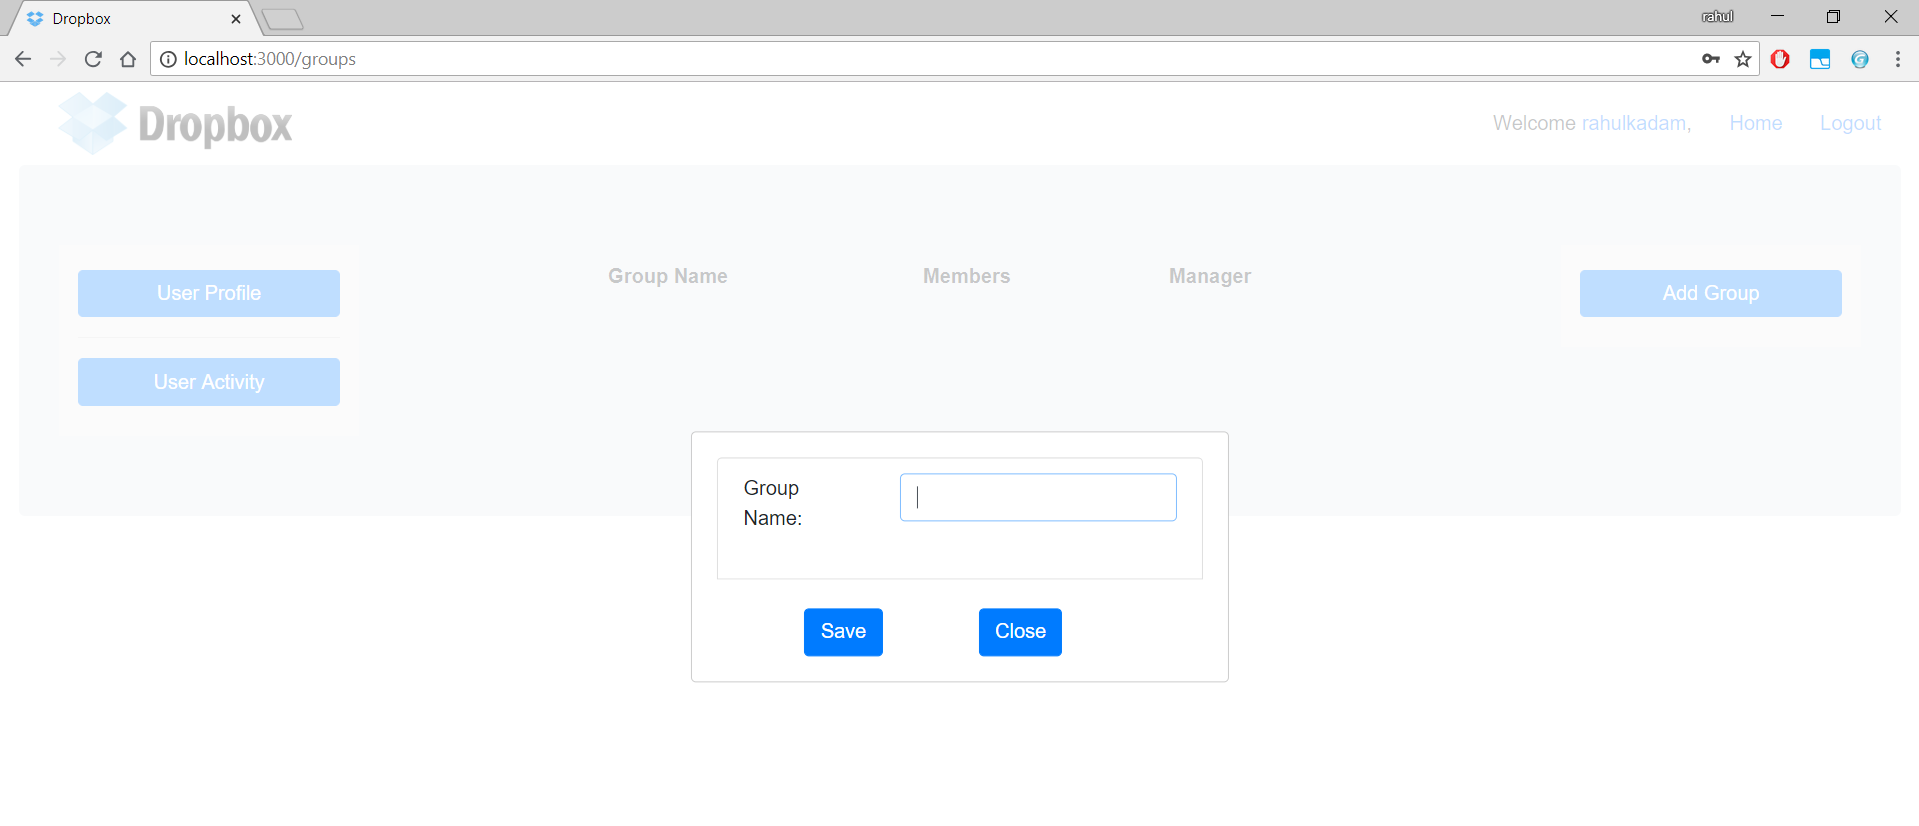 Dropbox
rahul
localhost:3000/groups
Dropbox
Welcome rahulkadam, Home Logout
Group Name Members Manager
User Profile
Add Group
User Activity
Group
Name:
Save Close